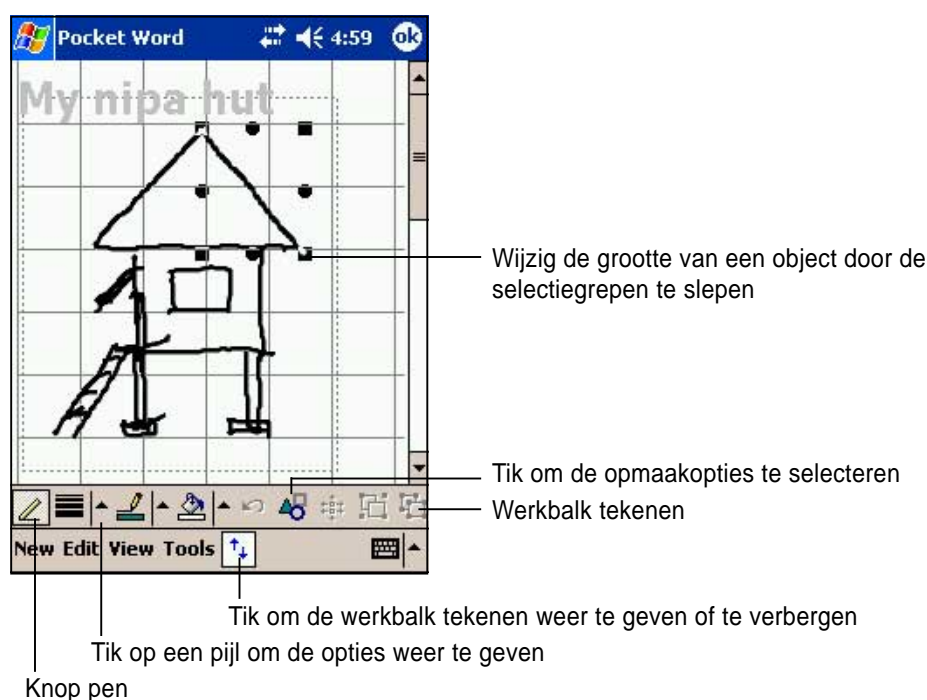 Pocket Word 4:59 ok
My nipa hut
Wijzig de grootte van een object door de
selectiegrepen te slepen
Tik om de opmaakopties te selecteren
Werkbalk tekenen
New Edit View Tools
Tik om de werkbalk tekenen weer te geven of te verbergen
Tik op een pijl om de opties weer te geven
Knop pen